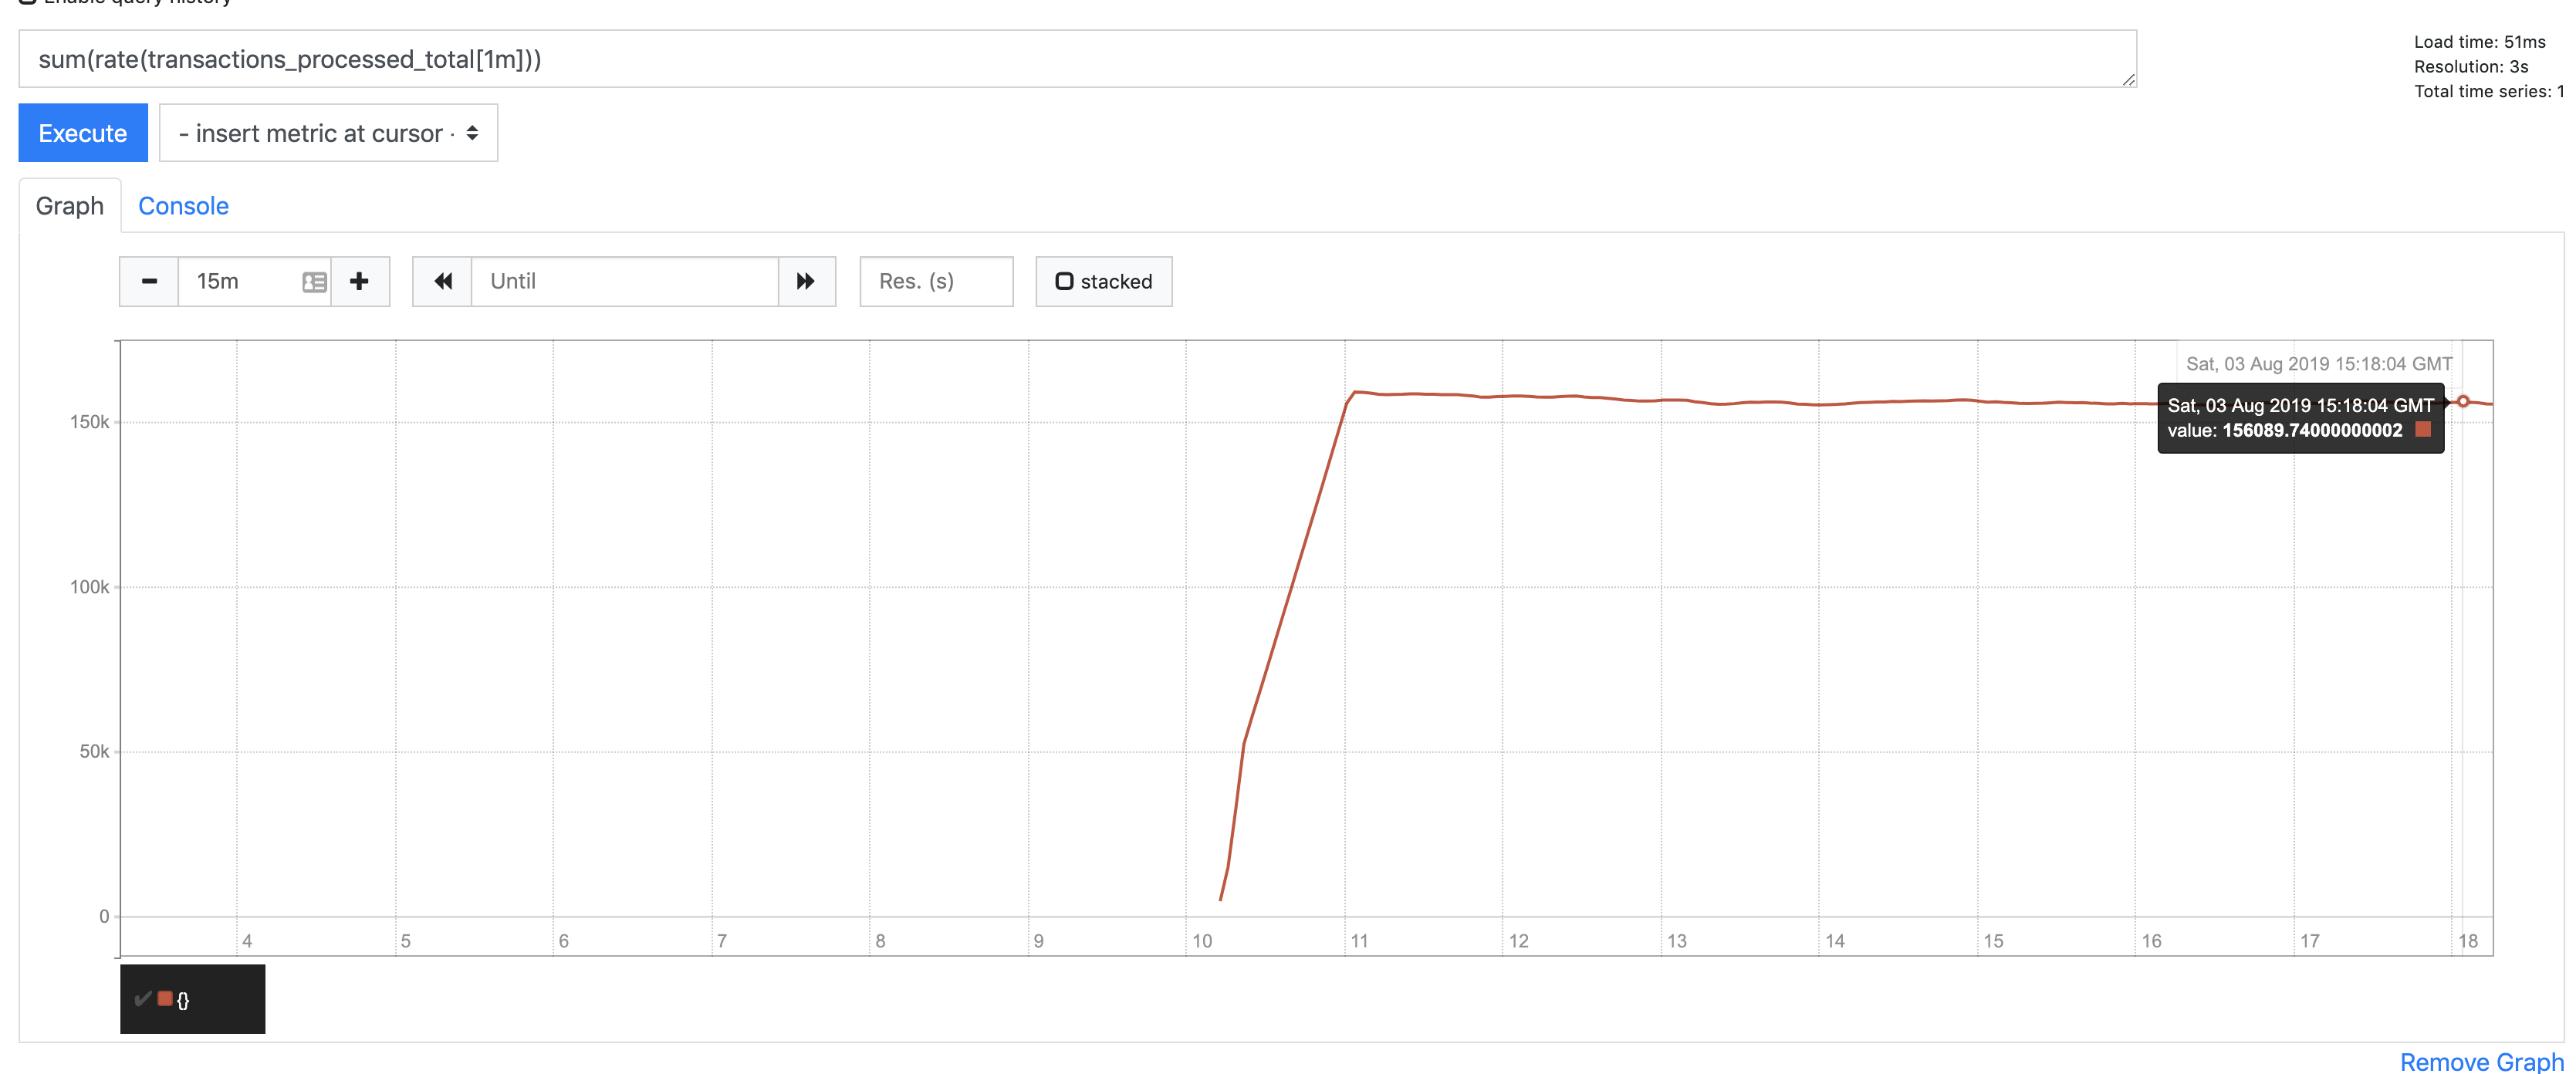 Enable query history
sum(rate(transactions_processed_total[1m]))
Load time: 51ms
Resolution: 3s
Total time series: 1
Execute
- insert metric at cursor -
Graph
Console
15m
Until
Res. (s)
stacked
Sat, 03 Aug 2019 15:18:04 GMT
Sat, 03 Aug 2019 15:18:04 GMT
value: 156089.74000000002
150k
100k
50k
0
4 5 6 7 8 9 10 11 12 13 14 15 16 17 18
{}
Remove Graph